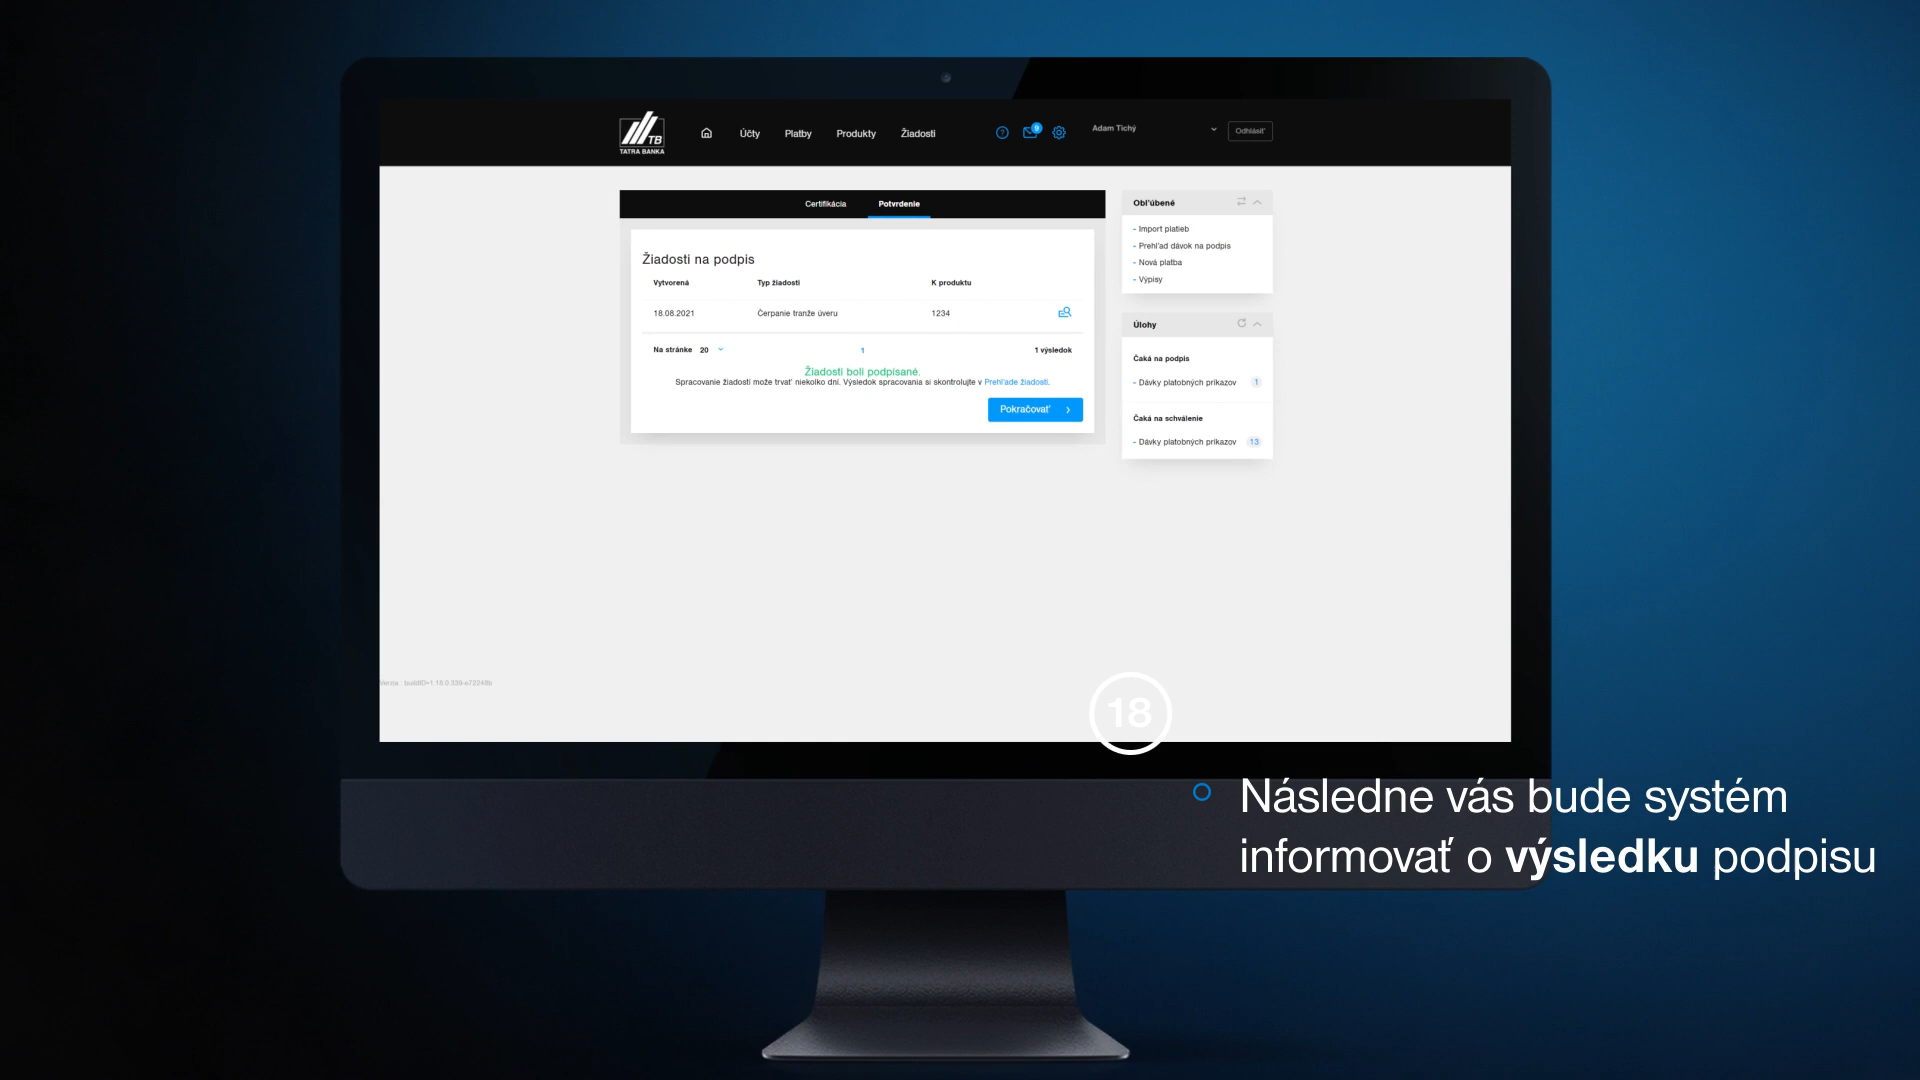 TB
TATRA BANKA
Účty
Platby
Produkty
Žiadosti
?
9
Adam Tichý
Odhlásiť
Certifikácia
Potvrdenie
Žiadosti na podpis
Vytvorená
Typ žiadosti
K produktu
18.08.2021
Čerpanie tranže úveru
1234
Na stránke 20
1
1 výsledok
Žiadosti boli podpísané.
Spracovanie žiadostí može trvať niekolko dní. Výsledok spracovania si skontrolujte v Prehľade žiadostí.
Pokračovať
Obľúbené
- Import platieb
- Prehľad dávok na podpis
- Nová platba
- Výpisy
Úlohy
Čaká na podpis
- Dávky platobných príkazov 1
Čaká na schválenie
- Dávky platobných príkazov 13
18
Následne vás bude systém
informovať o výsledku podpisu